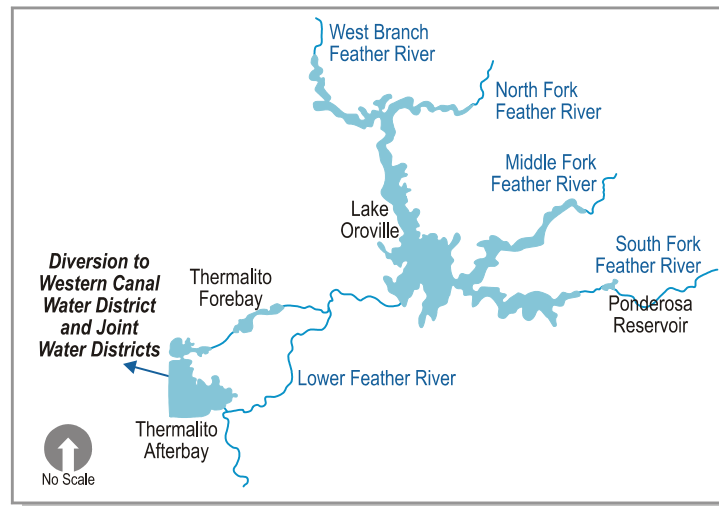 West Branch
Feather River
North Fork
Feather River
Middle Fork
Feather River
Lake
Oroville
South Fork
Feather River
Ponderosa
Reservoir
Diversion to
Western Canal
Water District
and Joint
Water Districts
Thermalito
Forebay
Lower Feather River
Thermalito
Afterbay
No Scale